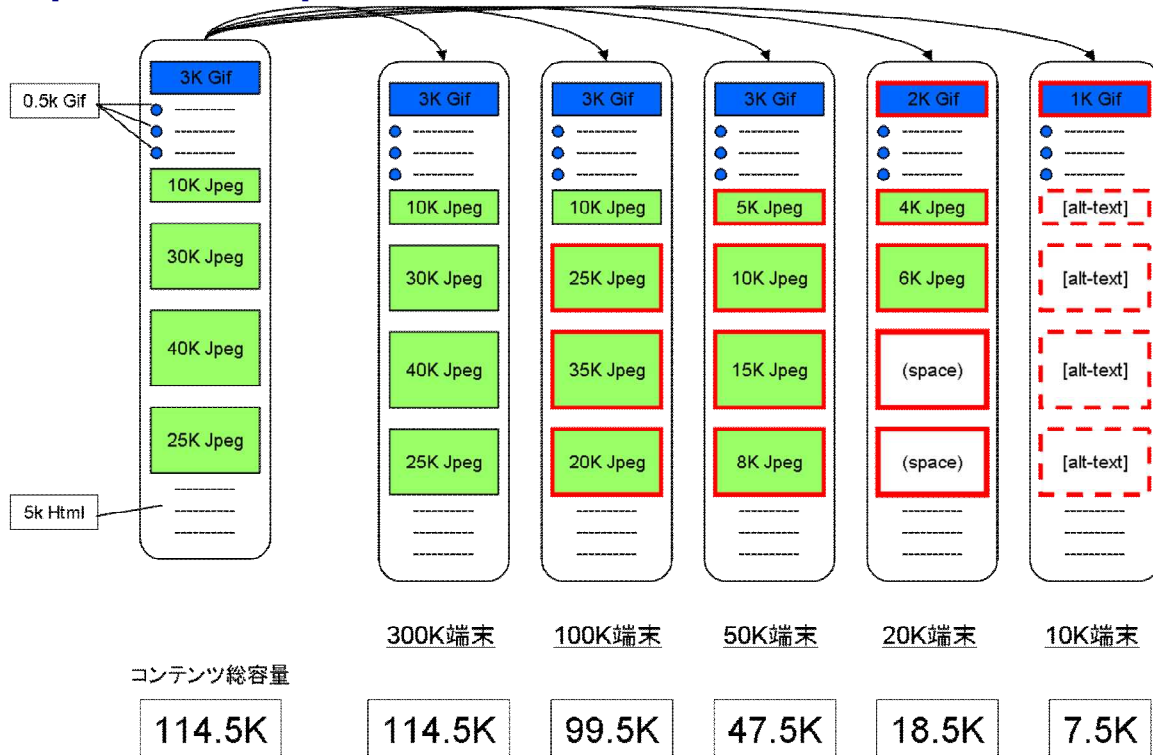 3K Gif
0.5k Gif
10K Jpeg
30K Jpeg
40K Jpeg
25K Jpeg
5k Html
3K Gif
10K Jpeg
30K Jpeg
40K Jpeg
25K Jpeg
3K Gif
10K Jpeg
25K Jpeg
35K Jpeg
20K Jpeg
3K Gif
5K Jpeg
10K Jpeg
15K Jpeg
8K Jpeg
2K Gif
4K Jpeg
6K Jpeg
(space)
(space)
1K Gif
[alt-text]
[alt-text]
[alt-text]
[alt-text]
300K端末
100K端末
50K端末
20K端末
10K端末
コンテンツ総容量
114.5K
114.5K
99.5K
47.5K
18.5K
7.5K